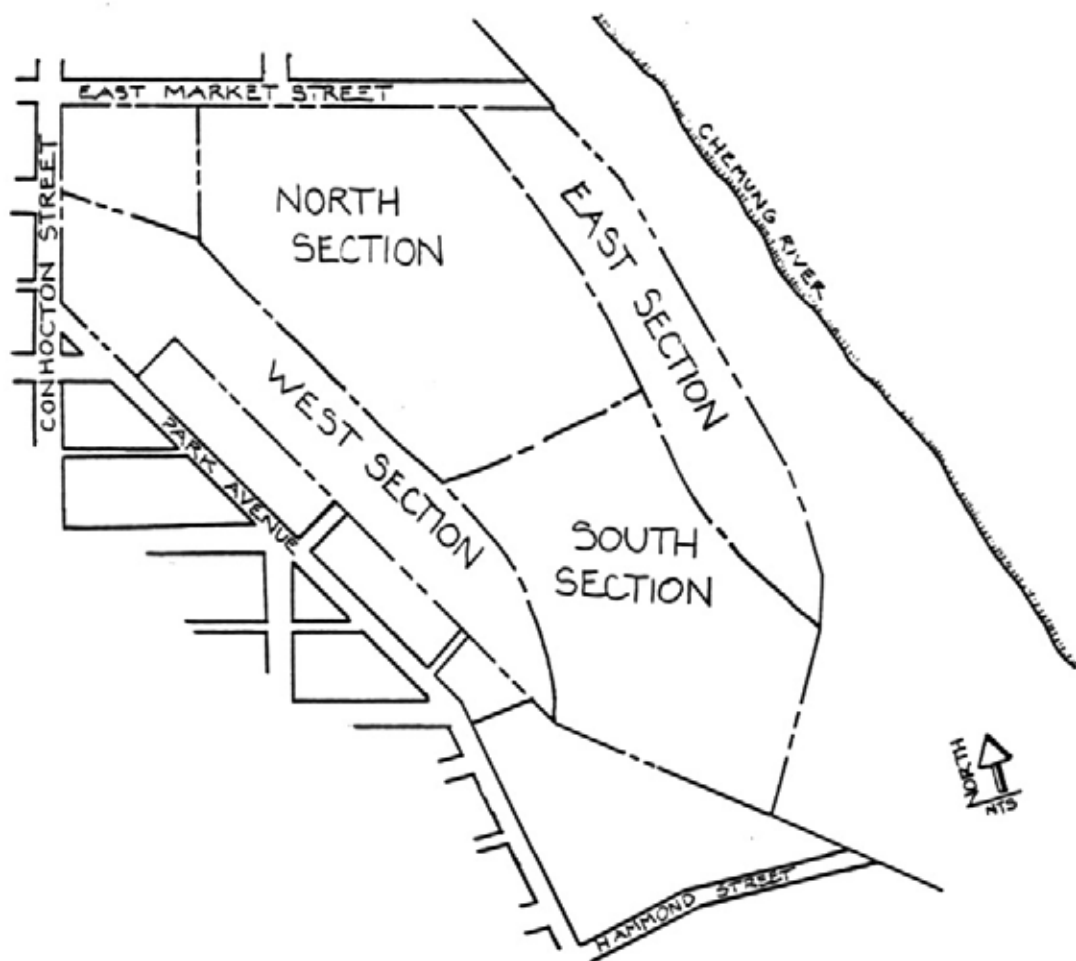 EAST MARKET STREET
CONHOCTON STREET
CHEMUNG RIVER
NORTH
SECTION
EAST SECTION
WEST SECTION
PARK AVENUE
SOUTH
SECTION
NORTH
NTS
HAMMOND STREET